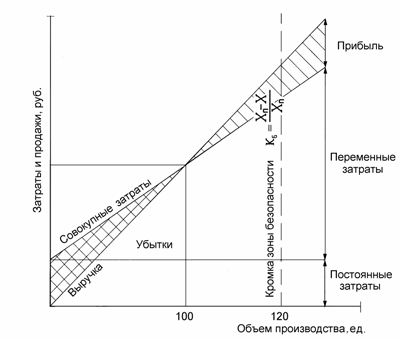 Затраты и продажи, руб.
Прибыль
Переменные
затраты
Постоянные
затраты
Совокупные затраты
Убытки
Выручка
Кромка зоны безопасности
Kб = Xп–X
Xп
100
120
Объем производства, ед.